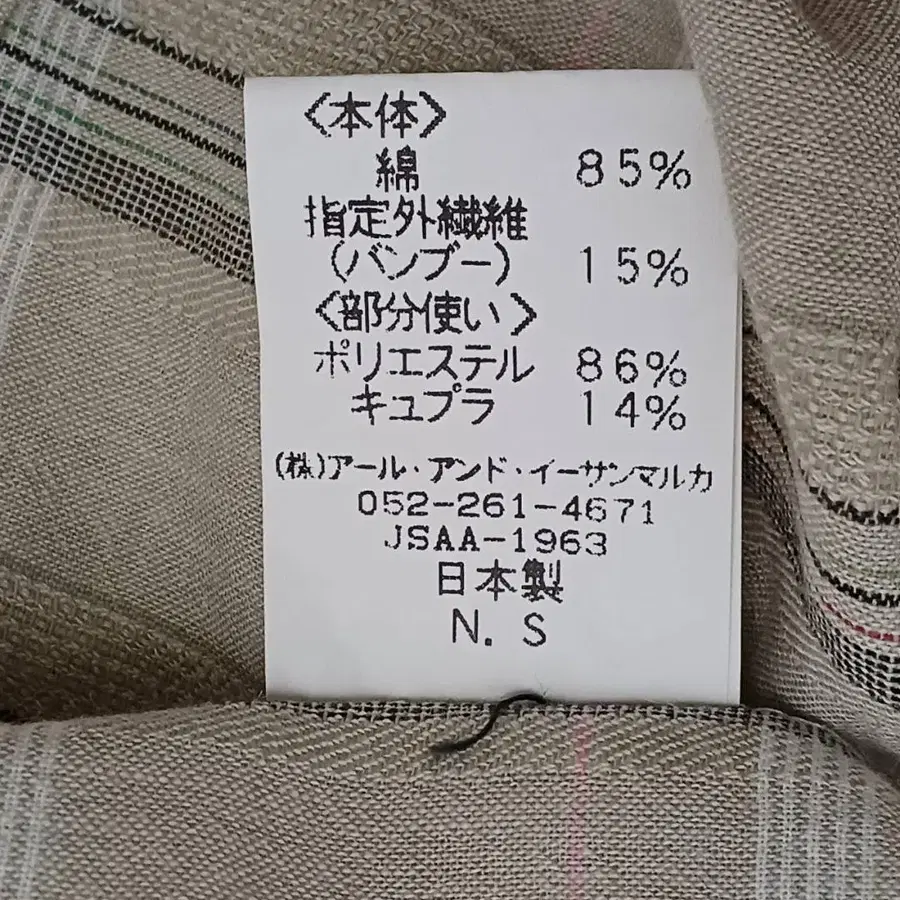 〈本体〉
綿 85%
指定外繊維
(バンブー) 15%
〈部分使い〉
ポリエステル 86%
キュプラ 14%
(株)アール・アンド・イーサンマルカ
052-261-4671
JSAA-1963
日本製
N. S